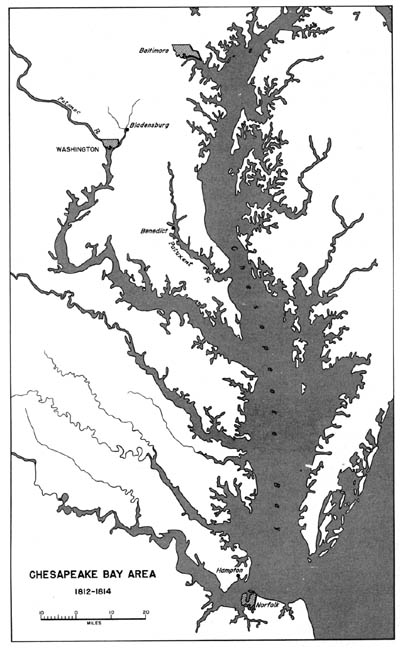 7
Baltimore
Potomac R.
Bladensburg
WASHINGTON
Benedict
Patuxent R.
Chesapeake Bay
Hampton
Norfolk
CHESAPEAKE BAY AREA
1812-1814
10 0 10 20
MILES